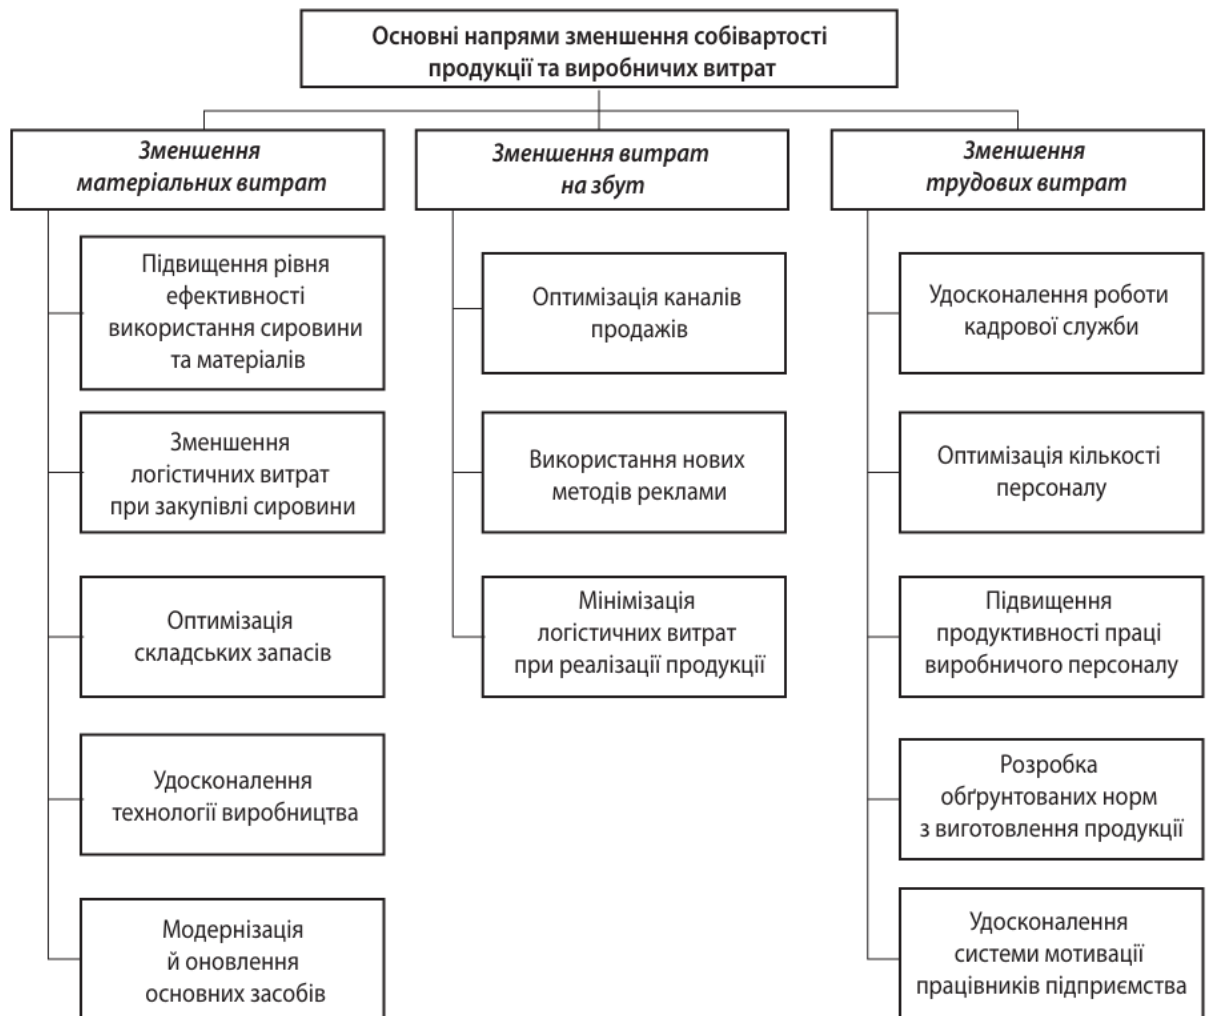 Основні напрями зменшення собівартості
продукції та виробничих витрат
Зменшення
матеріальних витрат
Підвищення рівня
ефективності
використання сировини
та матеріалів
Зменшення
логістичних витрат
при закупівлі сировини
Оптимізація
складських запасів
Удосконалення
технології виробництва
Модернізація
й оновлення
основних засобів
Зменшення витрат
на збут
Оптимізація каналів
продажів
Використання нових
методів реклами
Мінімізація
логістичних витрат
при реалізації продукції
Зменшення
трудових витрат
Удосконалення роботи
кадрової служби
Оптимізація кількості
персоналу
Підвищення
продуктивності праці
виробничого персоналу
Розробка
обґрунтованих норм
з виготовлення продукції
Удосконалення
системи мотивації
працівників підприємства